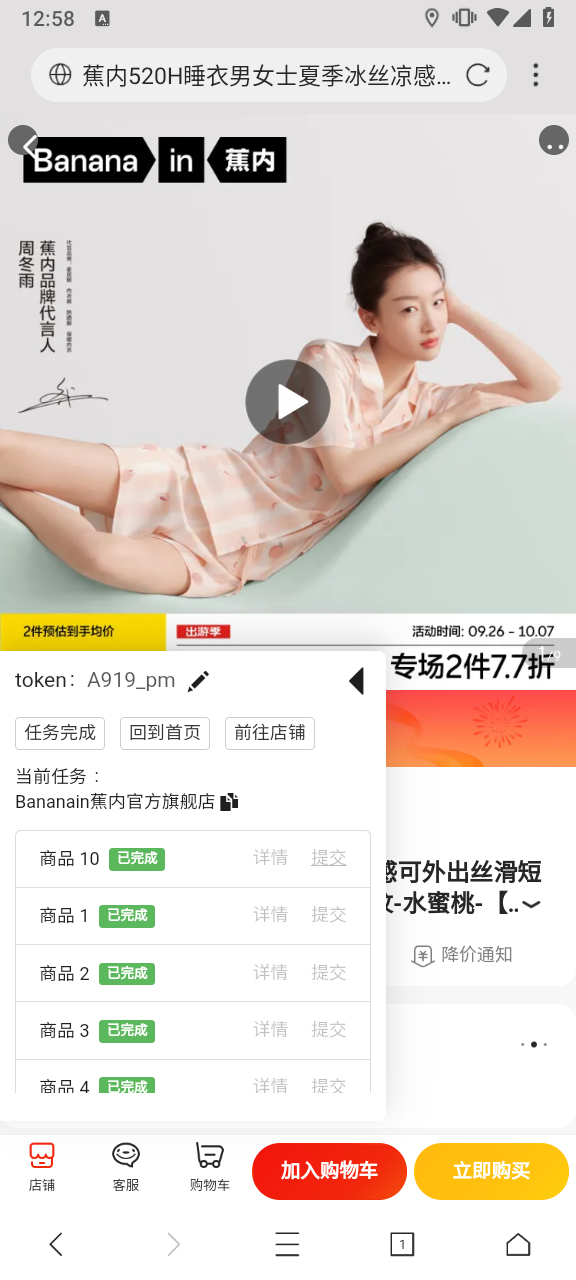 12:58
A
蕉内520H睡衣男女士夏季冰丝凉感...
Banana in 蕉内
蕉内品牌代言人
周冬雨
2件预估到手均价
出游季
活动时间: 09.26 - 10.07
1/9
专场2件7.7折
token: A919_pm
任务完成 回到首页 前往店铺
当前任务：
Bananain蕉内官方旗舰店
商品 10 已完成 详情 提交
感可外出丝滑短
水蜜桃-【..
商品 1 已完成 详情 提交
降价通知
商品 2 已完成 详情 提交
商品 3 已完成 详情 提交
商品 4 已完成 详情 提交
店铺 客服 购物车 加入购物车 立即购买
1